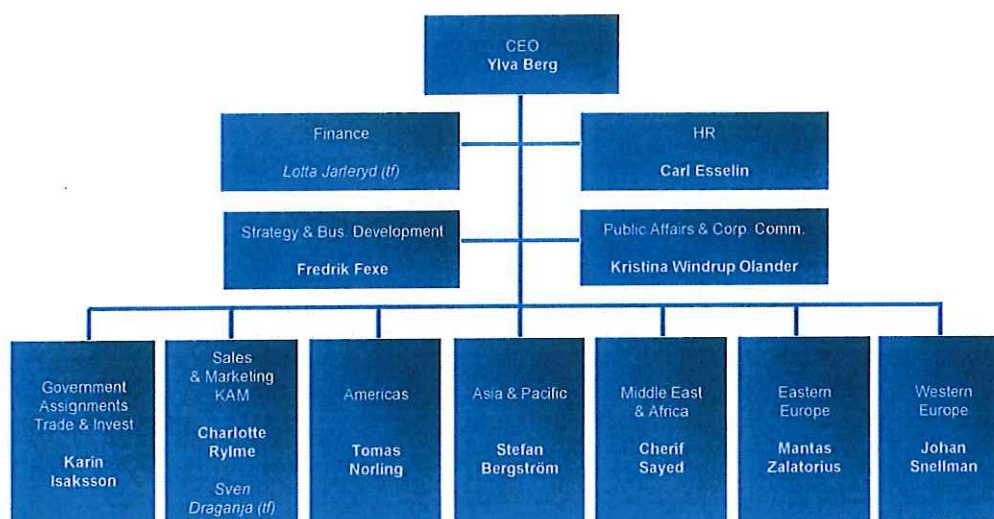 CEO
Ylva Berg
Finance
Lotta Jarleryd (tf)
HR
Carl Esselin
Strategy & Bus. Development
Fredrik Fexe
Public Affairs & Corp. Comm.
Kristina Windrup Olander
Government
Assignments
Trade & Invest
Karin
Isaksson
Sales
& Marketing
KAM
Charlotte
Rylme
Sven
Draganja (tf)
Americas
Tomas
Norling
Asia & Pacific
Stefan
Bergström
Middle East
& Africa
Cherif
Sayed
Eastern
Europe
Mantas
Zalatorius
Western
Europe
Johan
Snellman